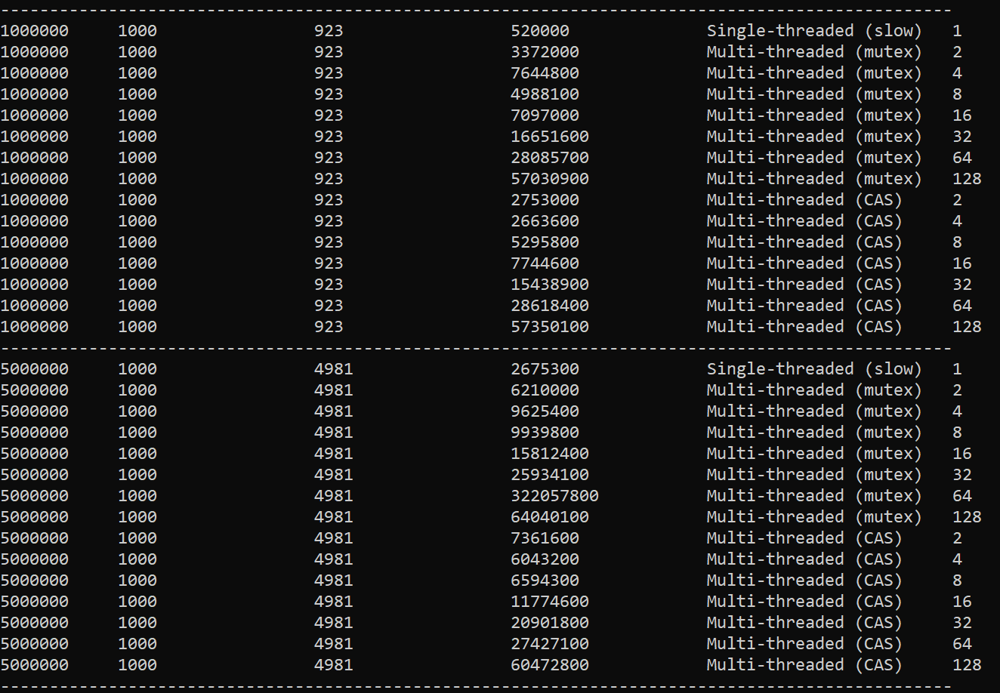 -------------------------------------------------------------------------------------------------
1000000     1000                923                 520000              Single-threaded (slow)   1
1000000     1000                923                 3372000             Multi-threaded (mutex)   2
1000000     1000                923                 7644800             Multi-threaded (mutex)   4
1000000     1000                923                 4988100             Multi-threaded (mutex)   8
1000000     1000                923                 7097000             Multi-threaded (mutex)   16
1000000     1000                923                 16651600            Multi-threaded (mutex)   32
1000000     1000                923                 28085700            Multi-threaded (mutex)   64
1000000     1000                923                 57030900            Multi-threaded (mutex)   128
1000000     1000                923                 2753000             Multi-threaded (CAS)     2
1000000     1000                923                 2663600             Multi-threaded (CAS)     4
1000000     1000                923                 5295800             Multi-threaded (CAS)     8
1000000     1000                923                 7744600             Multi-threaded (CAS)     16
1000000     1000                923                 15438900            Multi-threaded (CAS)     32
1000000     1000                923                 28618400            Multi-threaded (CAS)     64
1000000     1000                923                 57350100            Multi-threaded (CAS)     128
-------------------------------------------------------------------------------------------------
5000000     1000                4981                2675300             Single-threaded (slow)   1
5000000     1000                4981                6210000             Multi-threaded (mutex)   2
5000000     1000                4981                9625400             Multi-threaded (mutex)   4
5000000     1000                4981                9939800             Multi-threaded (mutex)   8
5000000     1000                4981                15812400            Multi-threaded (mutex)   16
5000000     1000                4981                25934100            Multi-threaded (mutex)   32
5000000     1000                4981                322057800           Multi-threaded (mutex)   64
5000000     1000                4981                64040100            Multi-threaded (mutex)   128
5000000     1000                4981                7361600             Multi-threaded (CAS)     2
5000000     1000                4981                6043200             Multi-threaded (CAS)     4
5000000     1000                4981                6594300             Multi-threaded (CAS)     8
5000000     1000                4981                11774600            Multi-threaded (CAS)     16
5000000     1000                4981                20901800            Multi-threaded (CAS)     32
5000000     1000                4981                27427100            Multi-threaded (CAS)     64
5000000     1000                4981                60472800            Multi-threaded (CAS)     128
-------------------------------------------------------------------------------------------------